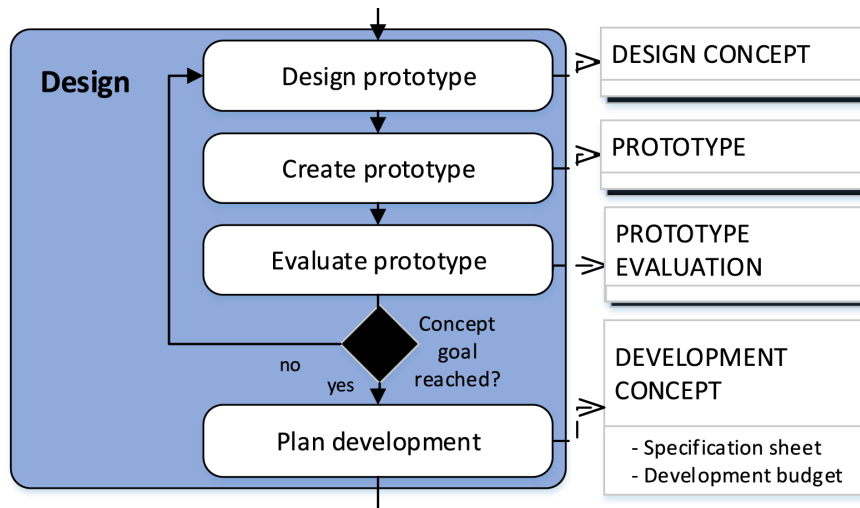 Design
Design prototype
Create prototype
Evaluate prototype
Concept
goal
reached?
no
yes
Plan development
DESIGN CONCEPT
PROTOTYPE
PROTOTYPE
EVALUATION
DEVELOPMENT
CONCEPT
- Specification sheet
- Development budget